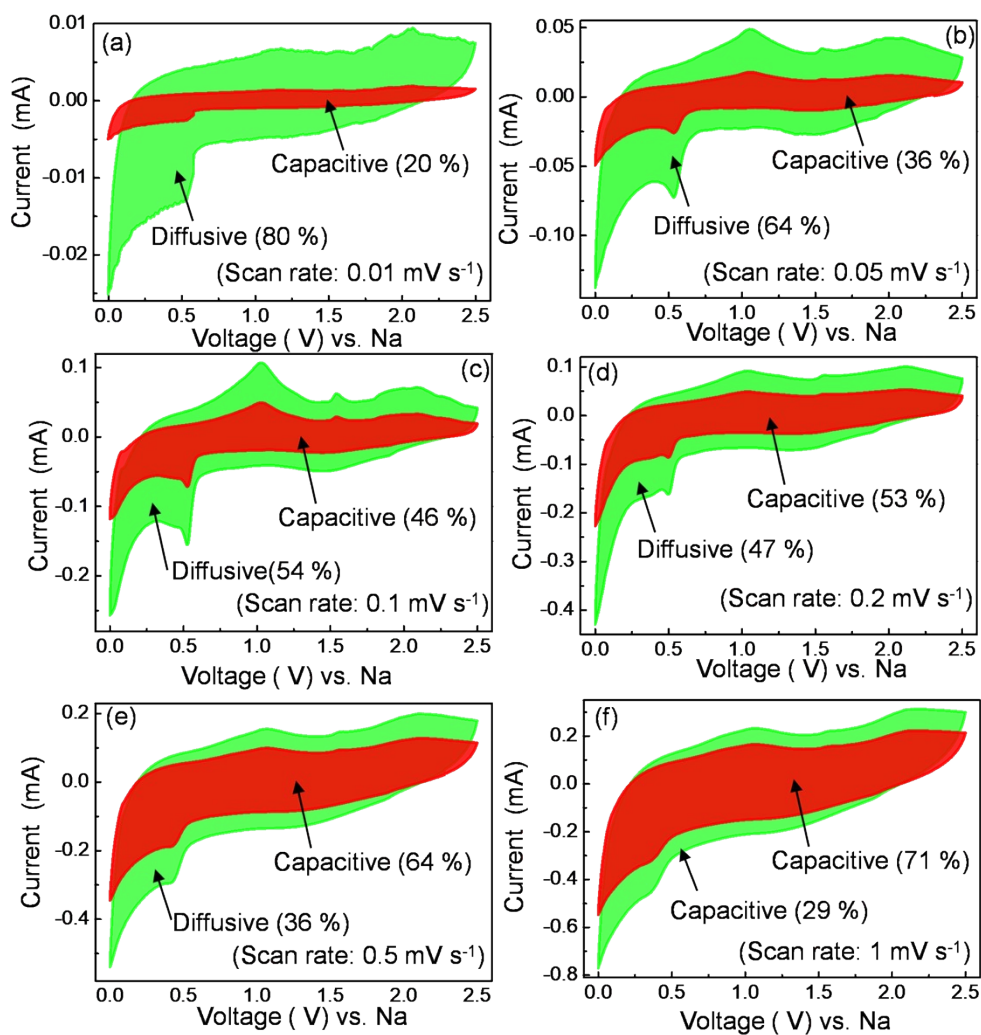 (a)
0.01
0.00
-0.01
-0.02
Current (mA)
Capacitive (20 %)
Diffusive (80 %)
(Scan rate: 0.01 mV s⁻¹)
0.0 0.5 1.0 1.5 2.0 2.5
Voltage ( V) vs. Na
(b)
0.05
0.00
-0.05
-0.10
Current (mA)
Capacitive (36 %)
Diffusive (64 %)
(Scan rate: 0.05 mV s⁻¹)
0.0 0.5 1.0 1.5 2.0 2.5
Voltage ( V) vs. Na
(c)
0.1
0.0
-0.1
-0.2
Current (mA)
Capacitive (46 %)
Diffusive(54 %)
(Scan rate: 0.1 mV s⁻¹)
0.0 0.5 1.0 1.5 2.0 2.5
Voltage ( V) vs. Na
(d)
0.1
0.0
-0.1
-0.2
-0.3
-0.4
Current (mA)
Capacitive (53 %)
Diffusive (47 %)
(Scan rate: 0.2 mV s⁻¹)
0.0 0.5 1.0 1.5 2.0 2.5
Voltage ( V) vs. Na
(e)
0.2
0.0
-0.2
-0.4
Current (mA)
Capacitive (64 %)
Diffusive (36 %)
(Scan rate: 0.5 mV s⁻¹)
0.0 0.5 1.0 1.5 2.0 2.5
Voltage ( V) vs. Na
(f)
0.2
0.0
-0.2
-0.4
-0.6
-0.8
Current (mA)
Capacitive (71 %)
Capacitive (29 %)
(Scan rate: 1 mV s⁻¹)
0.0 0.5 1.0 1.5 2.0 2.5
Voltage ( V) vs. Na